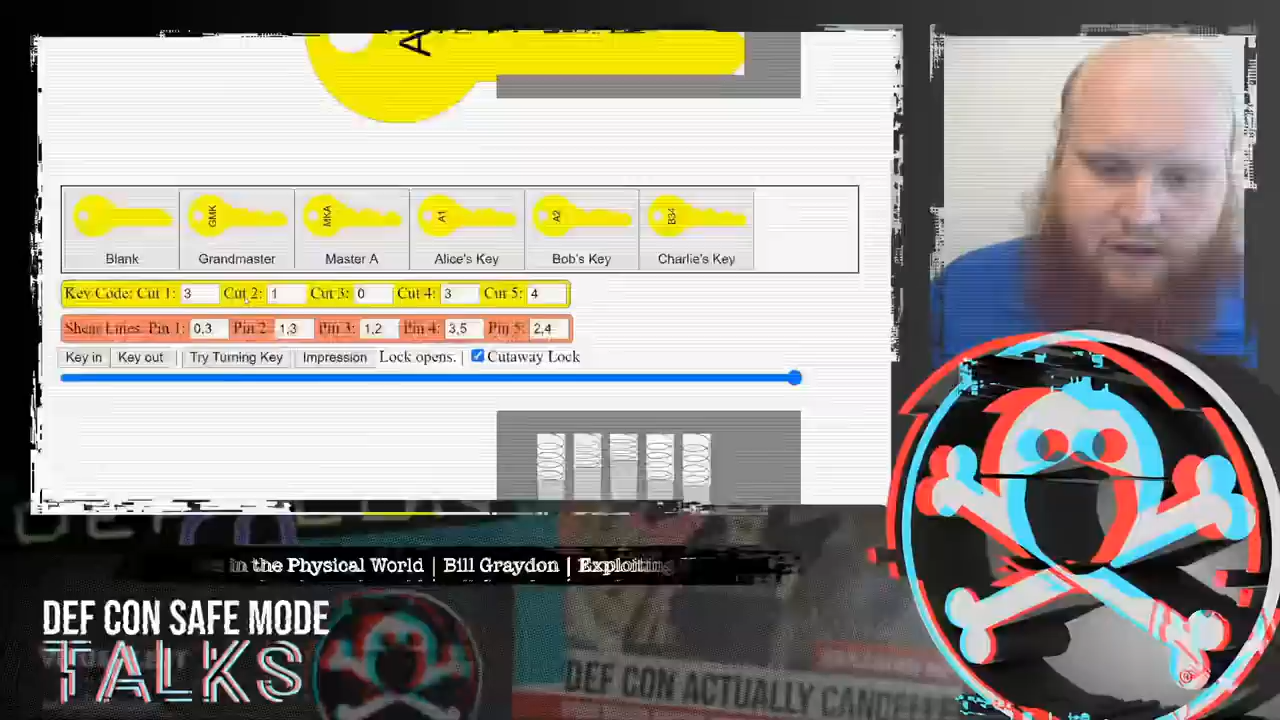 A
GMK
MKA
A1
A2
B34
Blank
Grandmaster
Master A
Alice's Key
Bob's Key
Charlie's Key
Key Code: Cut 1: 3 Cut 2: 1 Cut 3: 0 Cut 4: 3 Cut 5: 4
Shear Lines: Pin 1: 0,3 Pin 2: 1,3 Pin 3: 1,2 Pin 4: 3,5 Pin 5: 2,4
Key in Key out | Try Turning Key Impression Lock opens. | Cutaway Lock
in the Physical World | Bill Graydon | Exploiting
DEF CON SAFE MODE
TALKS
DEF CON ACTUALLY CANCELLE